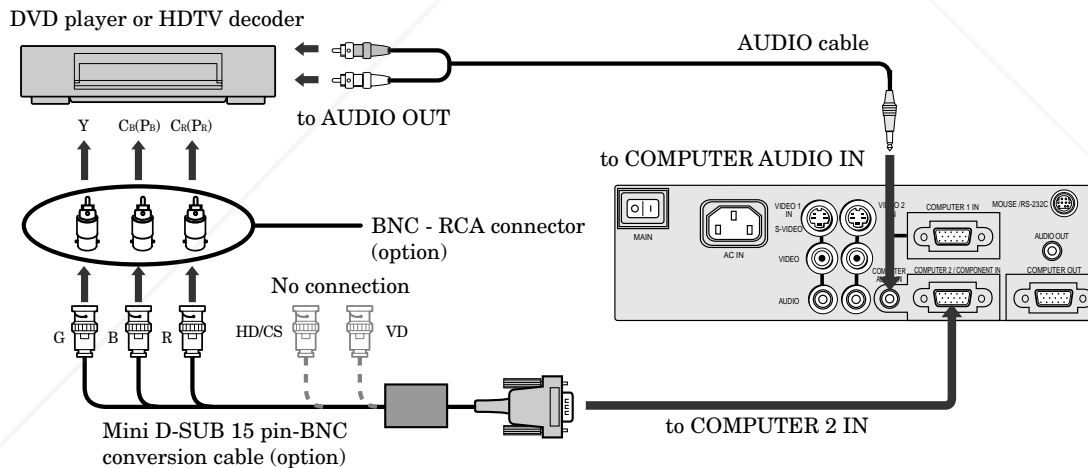 DVD player or HDTV decoder
AUDIO cable
to AUDIO OUT
Y
CB(PB)
CR(PR)
to COMPUTER AUDIO IN
BNC - RCA connector
(option)
No connection
G
B
R
HD/CS
VD
Mini D-SUB 15 pin-BNC
conversion cable (option)
to COMPUTER 2 IN
MAIN
AC IN
VIDEO 1
IN
S-VIDEO
VIDEO
AUDIO
COMPUTER 1 IN
MOUSE /RS-232C
AUDIO OUT
COMPUTER 2 / COMPONENT IN
COMPUTER OUT